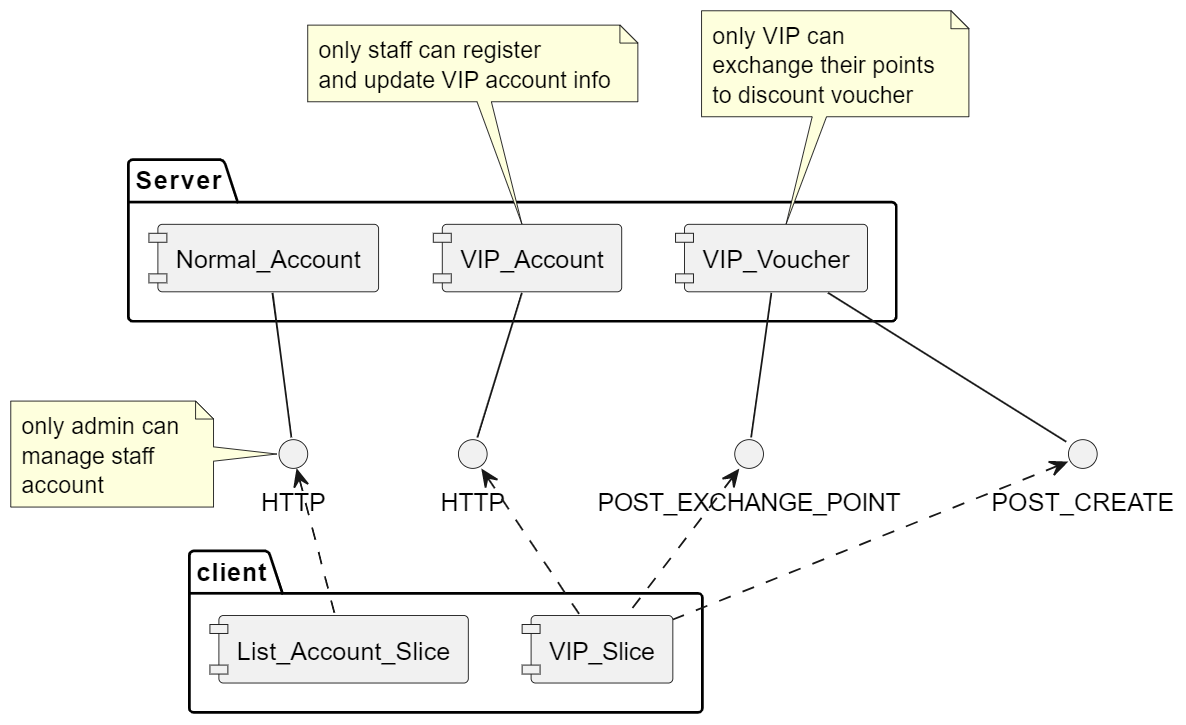 only staff can register
and update VIP account info
only VIP can
exchange their points
to discount voucher
Server
Normal_Account
VIP_Account
VIP_Voucher
only admin can
manage staff
account
HTTP
HTTP
POST_EXCHANGE_POINT
POST_CREATE
client
List_Account_Slice
VIP_Slice